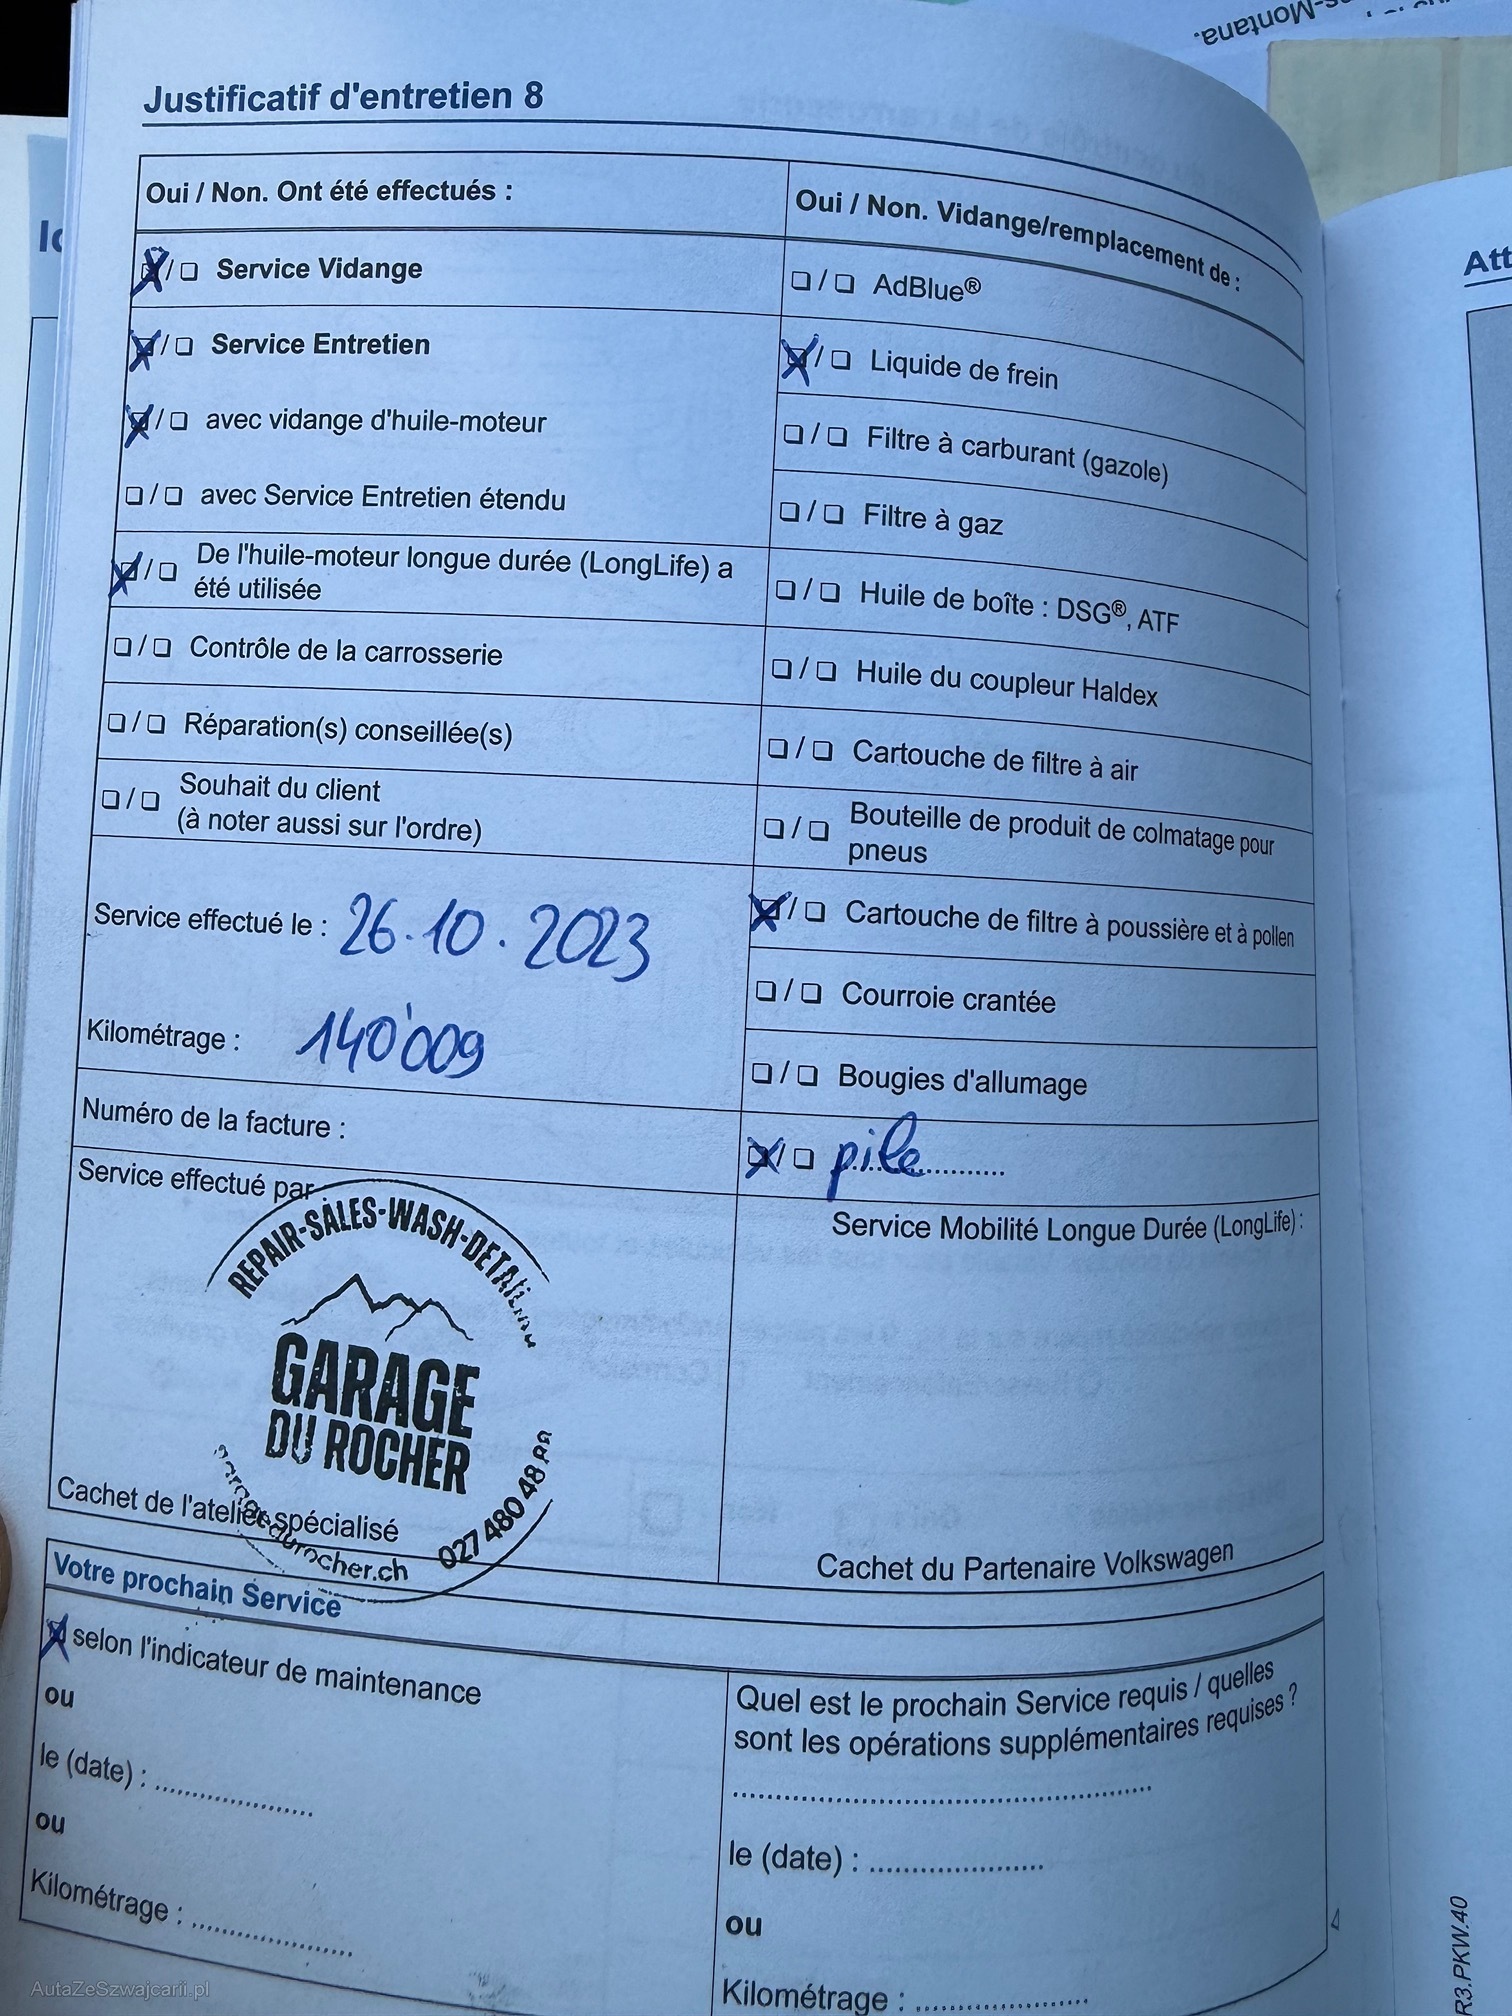 s-Montana.
Justificatif d'entretien 8
Oui / Non. Ont été effectués :
Service Vidange
Service Entretien
avec vidange d'huile-moteur
avec Service Entretien étendu
De l'huile-moteur longue durée (LongLife) a
été utilisée
Contrôle de la carrosserie
Réparation(s) conseillée(s)
Souhait du client
(à noter aussi sur l'ordre)
Service effectué le : 26.10.2023
Kilométrage : 140'009
Numéro de la facture :
Service effectué par
REPAIR-SALES-WASH-DETAILING
GARAGE
DU ROCHER
garagedurocher.ch
027 480 48 88
Cachet de l'atelier spécialisé
Oui / Non. Vidange/remplacement de :
AdBlue®
Liquide de frein
Filtre à carburant (gazole)
Filtre à gaz
Huile de boîte : DSG®, ATF
Huile du coupleur Haldex
Cartouche de filtre à air
Bouteille de produit de colmatage pour
pneus
Cartouche de filtre à poussière et à pollen
Courroie crantée
Bougies d'allumage
pile
Service Mobilité Longue Durée (LongLife) :
Cachet du Partenaire Volkswagen
Votre prochain Service
selon l'indicateur de maintenance
ou
le (date) : ....................
ou
Kilométrage : ....................
Quel est le prochain Service requis / quelles
sont les opérations supplémentaires requises ?
le (date) : ....................
ou
Kilométrage : ....................
Att
R3.PKW.40
AutaZeSzwajcarii.pl